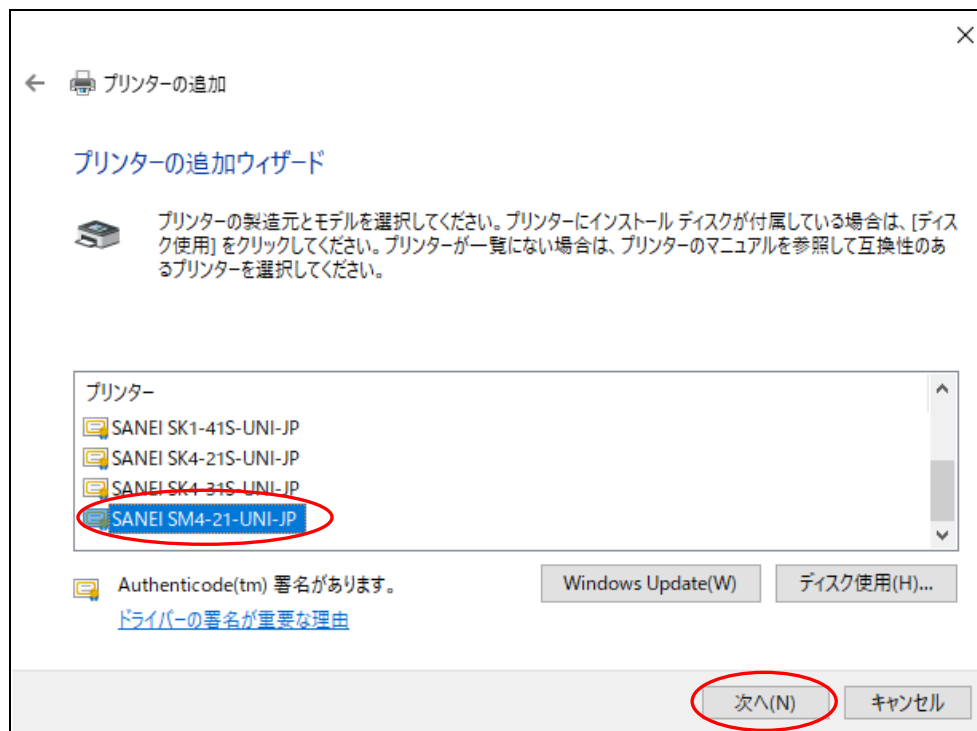 プリンターの追加
プリンターの追加ウィザード
プリンターの製造元とモデルを選択してください。プリンターにインストール ディスクが付属している場合は、[ディス
ク使用] をクリックしてください。プリンターが一覧にない場合は、プリンターのマニュアルを参照して互換性のあ
るプリンターを選択してください。
プリンター
SANEI SK1-41S-UNI-JP
SANEI SK4-21S-UNI-JP
SANEI SK4-31S-UNI-JP
SANEI SM4-21-UNI-JP
Authenticode(tm) 署名があります。
Windows Update(W)
ディスク使用(H)...
ドライバーの署名が重要な理由
次へ(N)
キャンセル